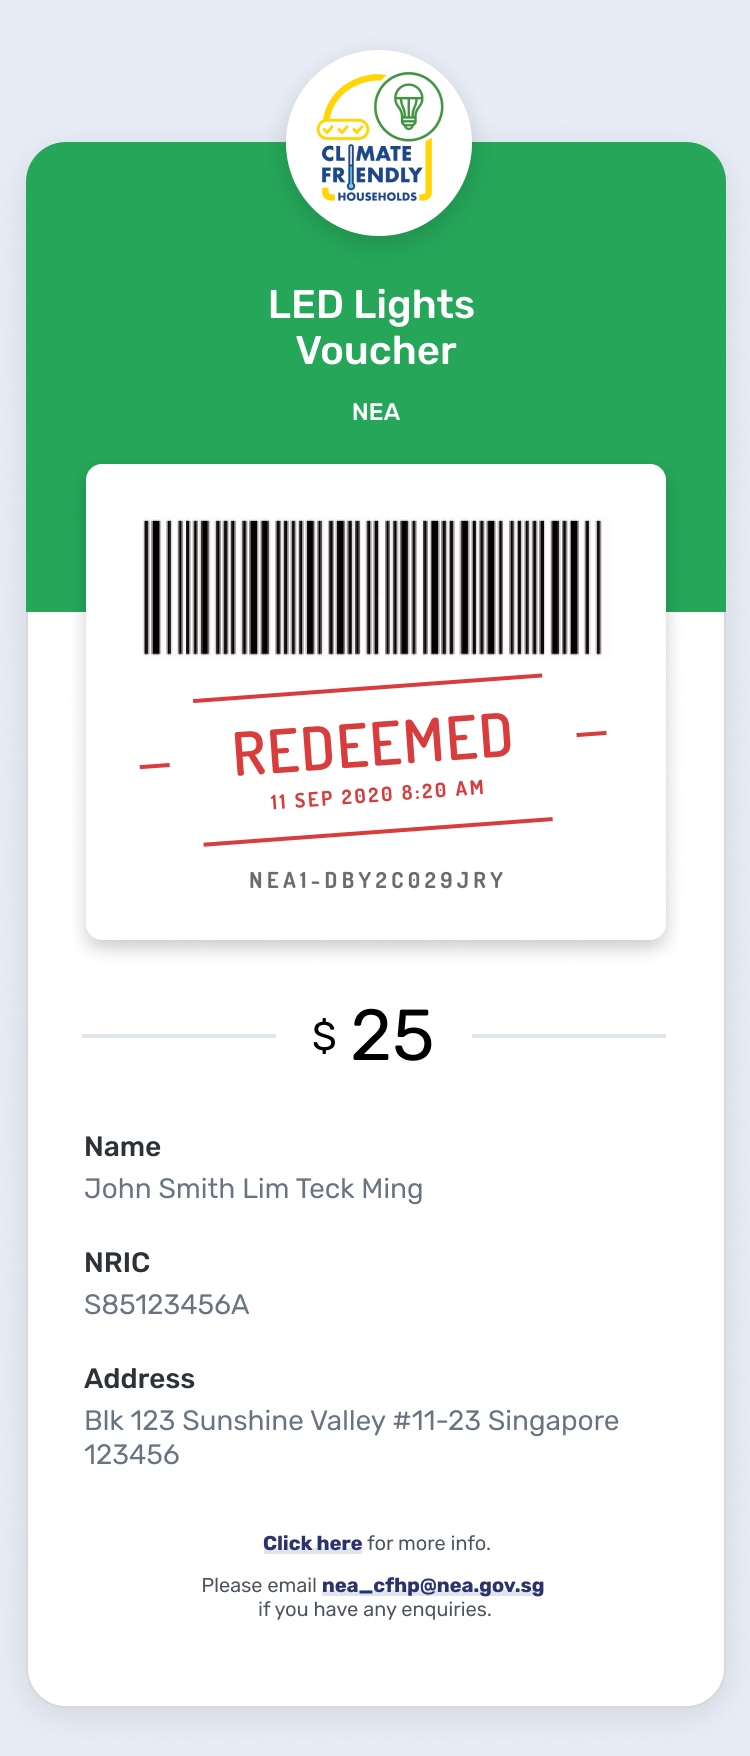 CLIMATE
FRIENDLY
HOUSEHOLDS
LED Lights
Voucher
NEA
REDEEMED
11 SEP 2020 8:20 AM
NEA1-DBY2C029JRY
$ 25
Name
John Smith Lim Teck Ming
NRIC
S85123456A
Address
Blk 123 Sunshine Valley #11-23 Singapore
123456
Click here for more info.
Please email nea_cfhp@nea.gov.sg
if you have any enquiries.